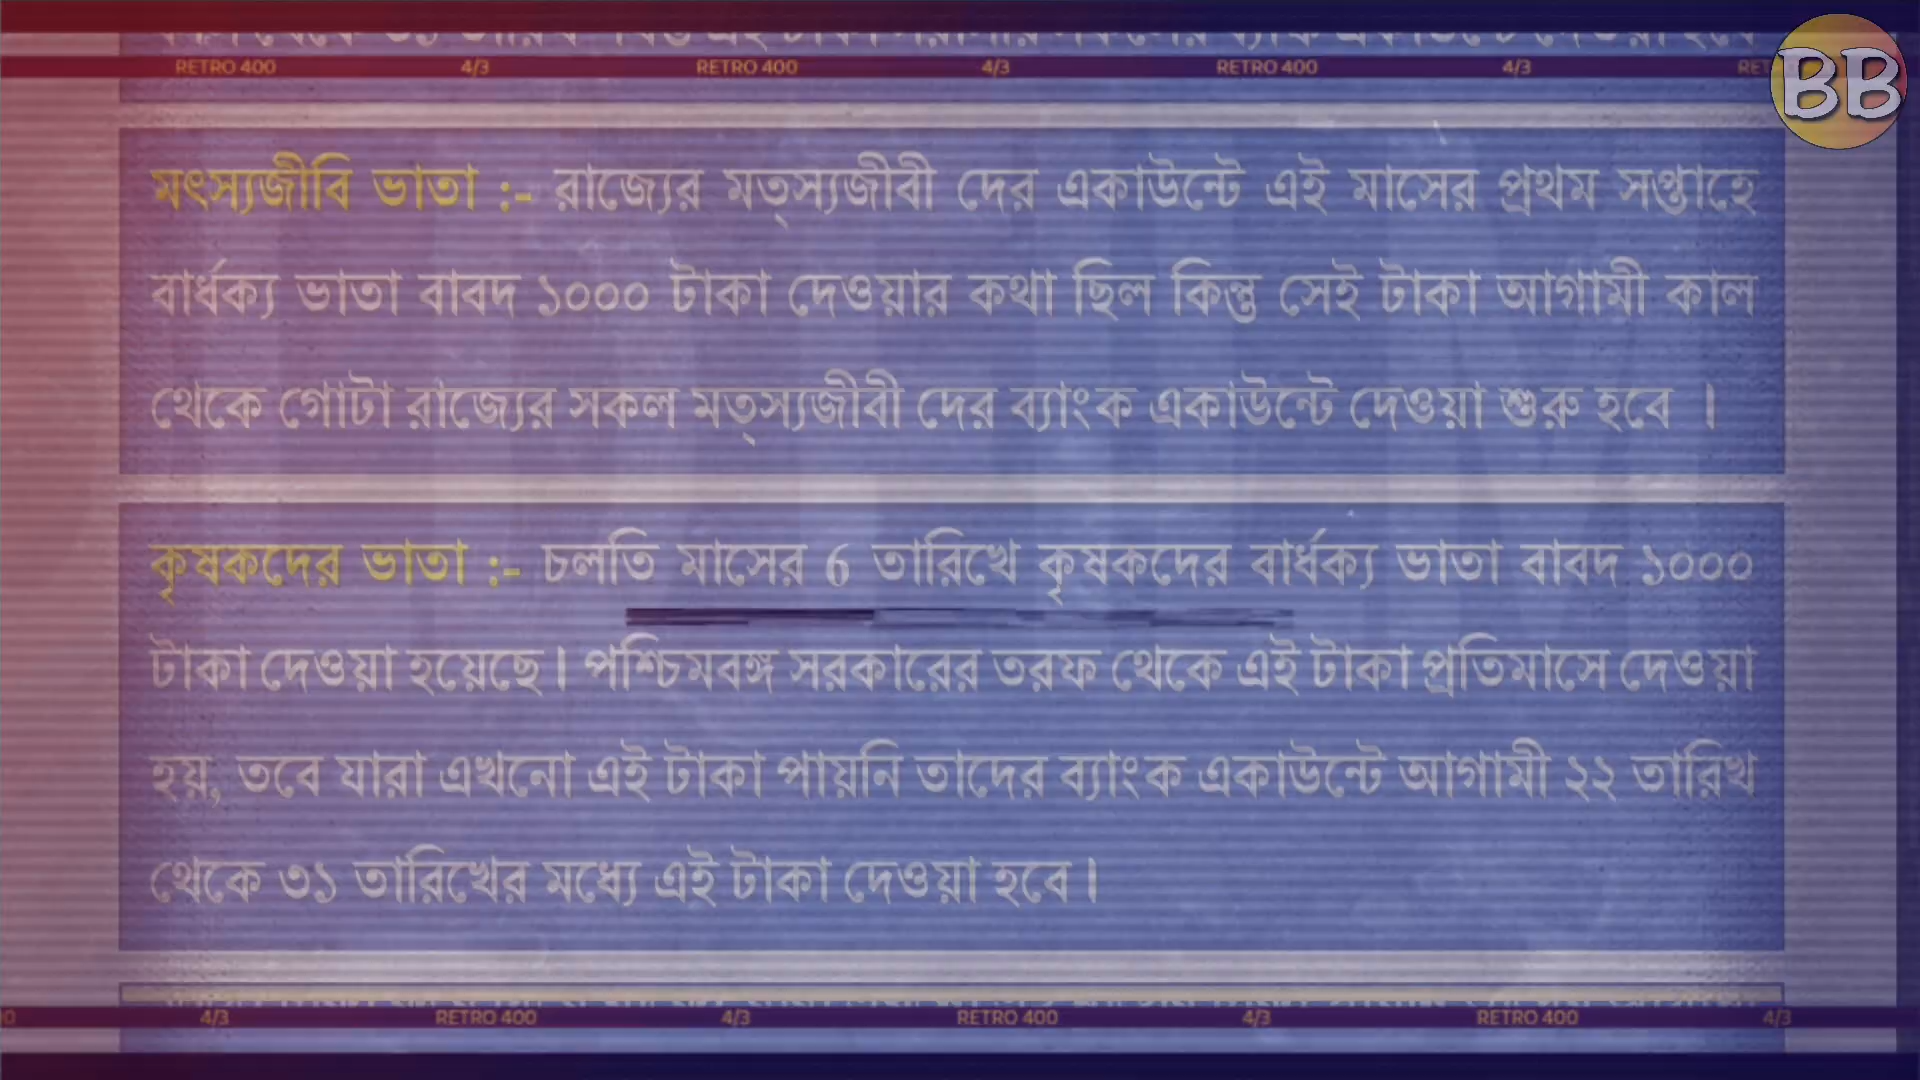 RETRO 400 4/3 RETRO 400 4/3 RETRO 400 4/3
BB
মৎস্যজীবি ভাতা :- রাজ্যের মত্স্যজীবী দের একাউন্টে এই মাসের প্রথম সপ্তাহে
বার্ধক্য ভাতা বাবদ ১০০০ টাকা দেওয়ার কথা ছিল কিন্তু সেই টাকা আগামী কাল
থেকে গোটা রাজ্যের সকল মত্স্যজীবী দের ব্যাংক একাউন্টে দেওয়া শুরু হবে ।
কৃষকদের ভাতা :- চলতি মাসের 6 তারিখে কৃষকদের বার্ধক্য ভাতা বাবদ ১০০০
টাকা দেওয়া হয়েছে। পশ্চিমবঙ্গ সরকারের তরফ থেকে এই টাকা প্রতিমাসে দেওয়া
হয়, তবে যারা এখনো এই টাকা পায়নি তাদের ব্যাংক একাউন্টে আগামী ২২ তারিখ
থেকে ৩১ তারিখের মধ্যে এই টাকা দেওয়া হবে।
4/3 RETRO 400 4/3 RETRO 400 4/3 RETRO 400 4/3